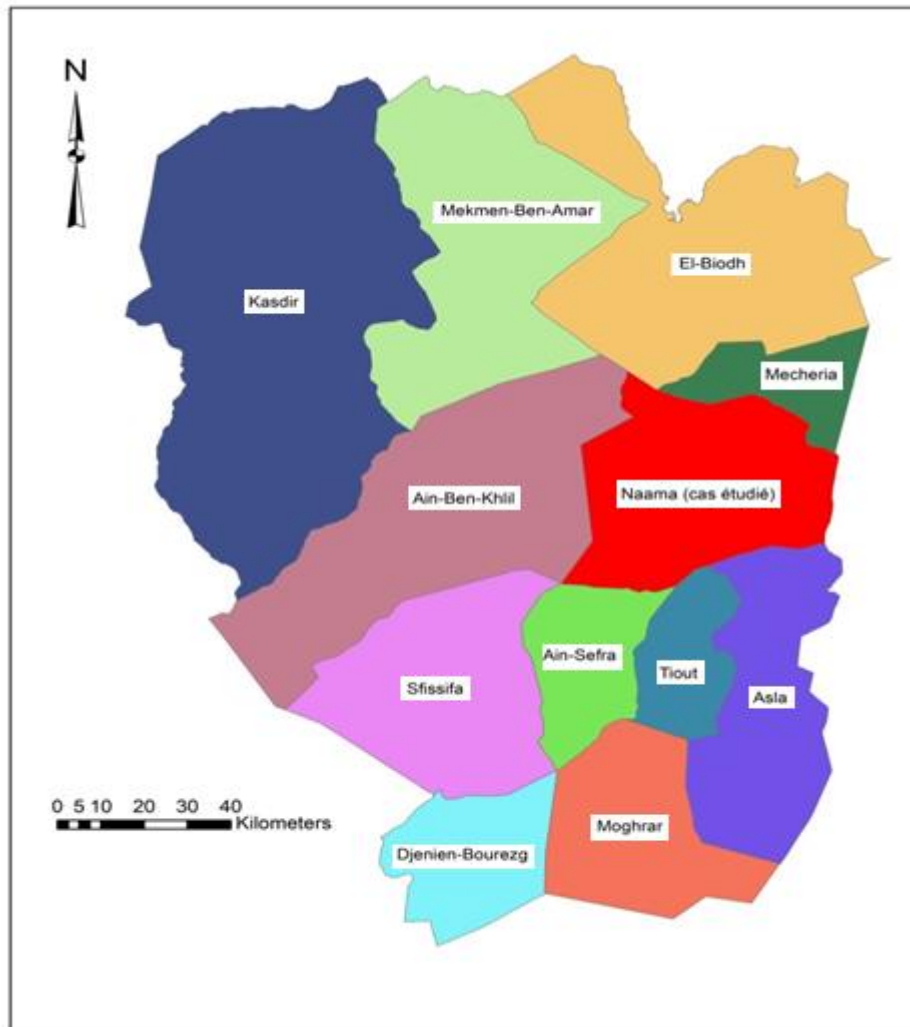 N
Mekmen-Ben-Amar
El-Biodh
Kasdir
Mecheria
Ain-Ben-Khlil
Naama (cas étudié)
Ain-Sefra
Tiout
Sfissifa
Asla
0 5 10 20 30 40
Kilometers
Moghrar
Djenien-Bourezg